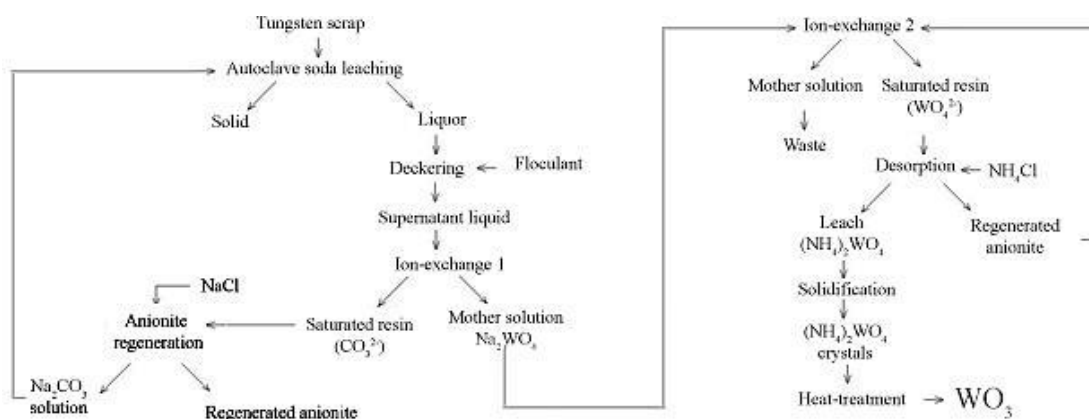 Tungsten scrap
Autoclave soda leaching
Solid
Liquor
Deckering
Floculant
Supernatant liquid
Ion-exchange 1
NaCl
Anionite
regeneration
Saturated resin
(CO₃²⁻)
Mother solution
Na₂WO₄
Na₂CO₃
solution
Regenerated anionite
Ion-exchange 2
Mother solution
Waste
Saturated resin
(WO₄²⁻)
Desorption
NH₄Cl
Leach
(NH₄)₂WO₄
Regenerated
anionite
Solidification
(NH₄)₂WO₄
crystals
Heat-treatment
WO₃